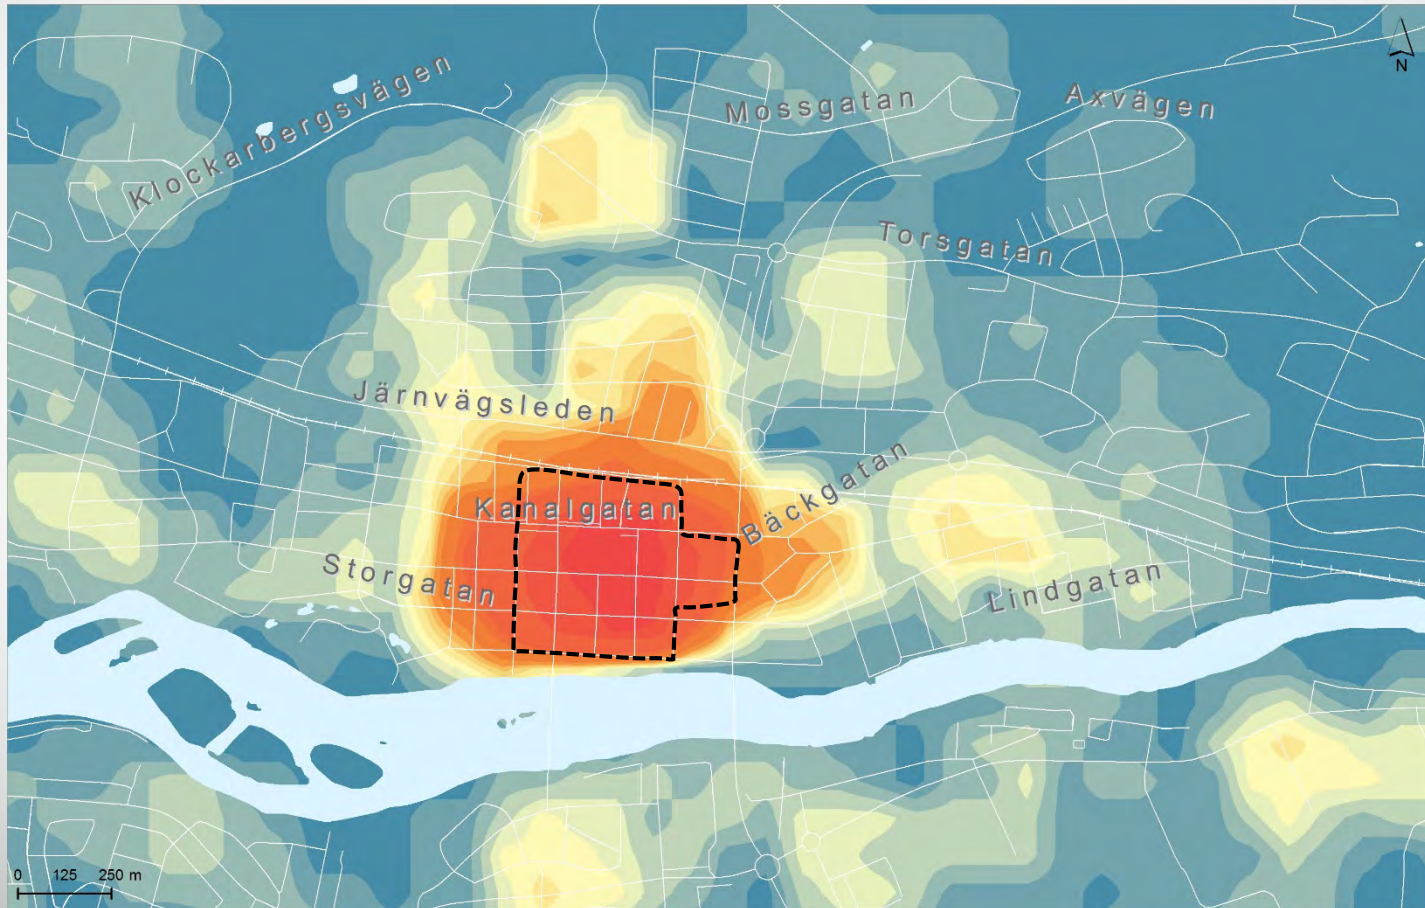 N
Klockarbergsvägen
Mossgatan
Axvägen
Torsgatan
Järnvägsleden
Kanalgatan
Bäckgatan
Storgatan
Lindgatan
0 125 250 m